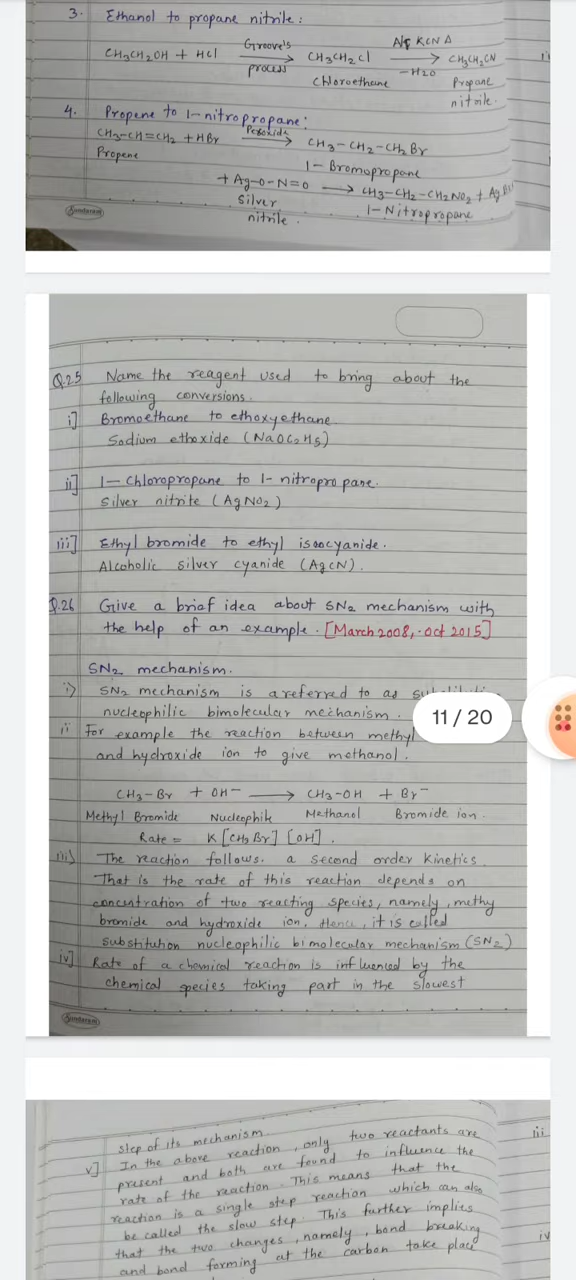 3. Ethanol to propane nitrile:
CH3CH2OH + HCl Groove's process → CH3CH2Cl Alc KCN Δ → -H2O CH3CH2CN
Chloroethane Propane nitrile.
4. Propene to 1-nitropropane:
CH3-CH=CH2 + HBr Peroxide → CH3-CH2-CH2Br
Propene 1-Bromopropane
+ Ag-O-N=O → CH3-CH2-CH2NO2 + AgBr
Silver nitrile. 1-Nitropropane
Sundaram
Q.25 Name the reagent used to bring about the
following conversions.
i] Bromoethane to ethoxyethane.
Sodium ethoxide (NaOC2H5)
ii] 1-Chloropropane to 1-nitropropane.
Silver nitrite (AgNO2)
iii] Ethyl bromide to ethyl isocyanide.
Alcoholic silver cyanide (AgCN).
Q.26 Give a brief idea about SN2 mechanism with
the help of an example. [March 2008, Oct 2015]
SN2 mechanism.
i) SN2 mechanism is a referred to as
nucleophilic bimolecular mechanism.
11 / 20
ii For example the reaction between methyl
and hydroxide ion to give methanol.
CH3-Br + OH- → CH3-OH + Br-
Methyl Bromide Nucleophik Methanol Bromide ion.
Rate = K [CH3Br] [OH].
iii) The reaction follows. a second order kinetics.
That is the rate of this reaction depends on
concentration of two reacting species, namely, methy
bromide and hydroxide ion. Hence, it is called
substitution nucleophilic bimolecular mechanism (SN2)
iv] Rate of a chemical reaction is influenced by the
chemical species taking part in the slowest
Sundaram
step of its mechanism.
v] In the above reaction, only two reactants are
present and both are found to influence the
rate of the reaction. This means that the
reaction is a single step reaction which can also
be called the slow step. This further implies
that the two changes, namely, bond breaking
and bond forming at the carbon take place
iii
iv